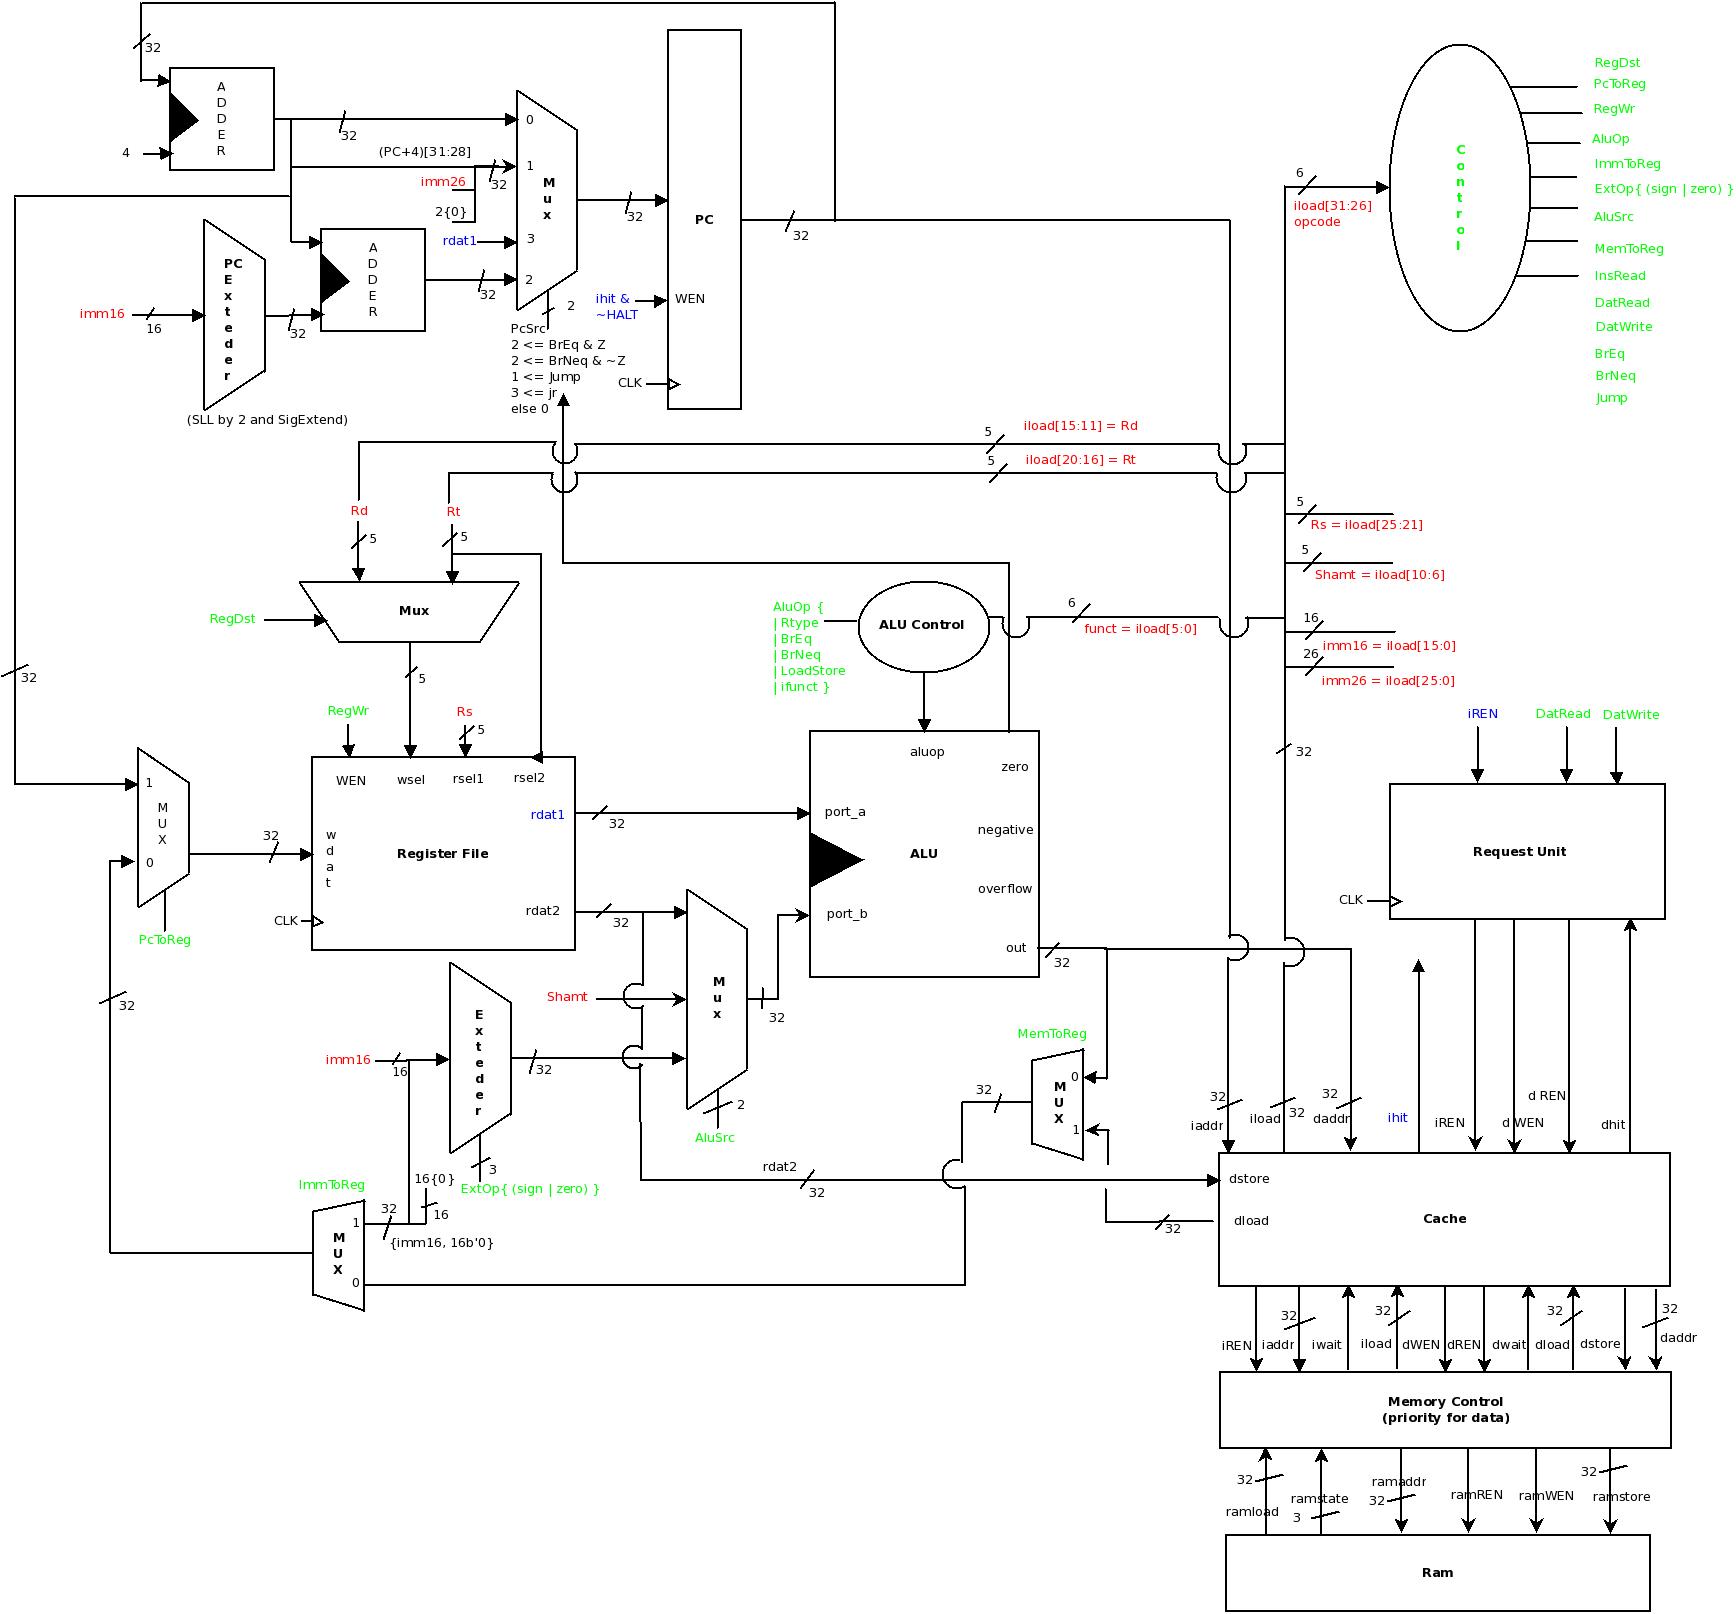 32
ADDER
4
32
(PC+4)[31:28]
imm26
2{0}
32
rdat1
0
1
3
2
Mux
32
PC
32
ihit &
~HALT
WEN
CLK
2
PcSrc
2 <= BrEq & Z
2 <= BrNeq & ~Z
1 <= Jump
3 <= jr
else 0
PC
Exteder
imm16
16
32
ADDER
32
(SLL by 2 and SigExtend)
6
iload[31:26]
opcode
Control
RegDst
PcToReg
RegWr
AluOp
ImmToReg
ExtOp{ (sign | zero) }
AluSrc
MemToReg
InsRead
DatRead
DatWrite
BrEq
BrNeq
Jump
5
iload[15:11] = Rd
5
iload[20:16] = Rt
5
Rs = iload[25:21]
5
Shamt = iload[10:6]
16
imm16 = iload[15:0]
26
imm26 = iload[25:0]
6
funct = iload[5:0]
32
Rd
5
Rt
5
RegDst
Mux
5
32
RegWr
Rs
5
WEN
wsel
rsel1
rsel2
rdat1
32
wdat
Register File
rdat2
32
CLK
1
MUX
0
32
PcToReg
32
AluOp {
| Rtype
| BrEq
| BrNeq
| LoadStore
| ifunct }
ALU Control
aluop
zero
port_a
negative
ALU
overflow
port_b
out
32
Shamt
Mux
32
2
AluSrc
imm16
16
Exteder
32
3
ExtOp{ (sign | zero) }
16{0}
16
ImmToReg
32
1
MUX
0
{imm16, 16b'0}
MemToReg
0
MUX
1
32
rdat2
32
32
iREN
DatRead
DatWrite
Request Unit
CLK
32
iaddr
iload
32
32
daddr
ihit
iREN
d WEN
d REN
dhit
dstore
dload
Cache
iREN
32
iaddr
iwait
32
iload
dWEN
dREN
dwait
32
dload
dstore
32
daddr
Memory Control
(priority for data)
32
ramload
ramstate
3
ramaddr
32
ramREN
ramWEN
32
ramstore
Ram